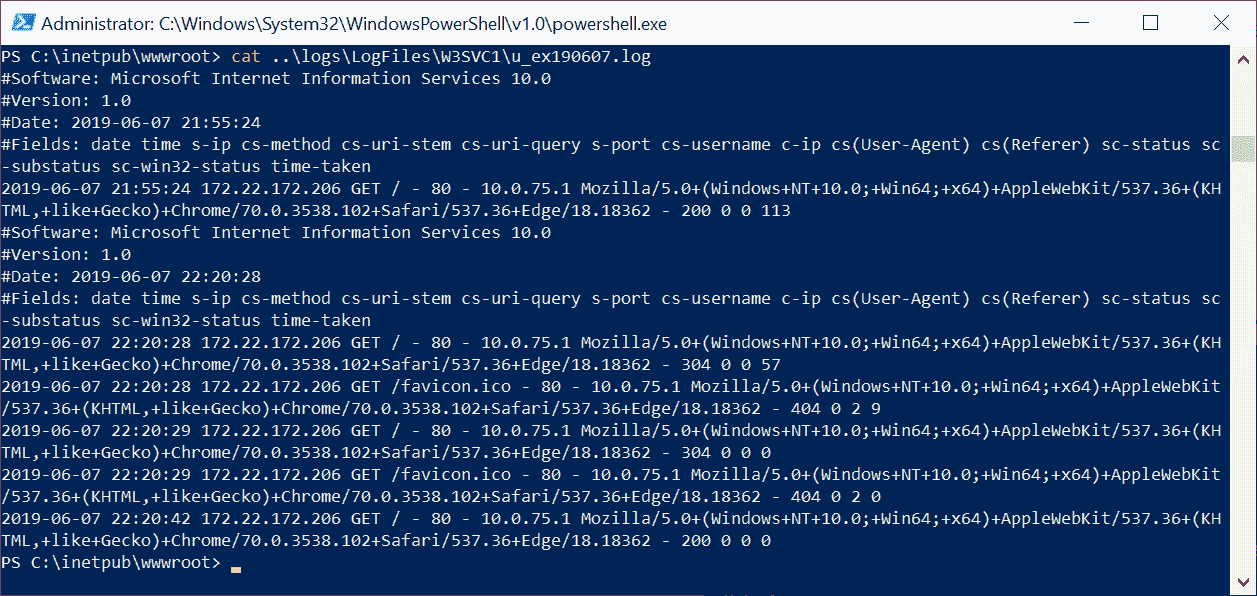 Administrator: C:\Windows\System32\WindowsPowerShell\v1.0\powershell.exe
PS C:\inetpub\wwwroot> cat ..\logs\LogFiles\W3SVC1\u_ex190607.log
#Software: Microsoft Internet Information Services 10.0
#Version: 1.0
#Date: 2019-06-07 21:55:24
#Fields: date time s-ip cs-method cs-uri-stem cs-uri-query s-port cs-username c-ip cs(User-Agent) cs(Referer) sc-status sc
-substatus sc-win32-status time-taken
2019-06-07 21:55:24 172.22.172.206 GET / - 80 - 10.0.75.1 Mozilla/5.0+(Windows+NT+10.0;+Win64;+x64)+AppleWebKit/537.36+(KH
TML,+like+Gecko)+Chrome/70.0.3538.102+Safari/537.36+Edge/18.18362 - 200 0 0 113
#Software: Microsoft Internet Information Services 10.0
#Version: 1.0
#Date: 2019-06-07 22:20:28
#Fields: date time s-ip cs-method cs-uri-stem cs-uri-query s-port cs-username c-ip cs(User-Agent) cs(Referer) sc-status sc
-substatus sc-win32-status time-taken
2019-06-07 22:20:28 172.22.172.206 GET / - 80 - 10.0.75.1 Mozilla/5.0+(Windows+NT+10.0;+Win64;+x64)+AppleWebKit/537.36+(KH
TML,+like+Gecko)+Chrome/70.0.3538.102+Safari/537.36+Edge/18.18362 - 304 0 0 57
2019-06-07 22:20:28 172.22.172.206 GET /favicon.ico - 80 - 10.0.75.1 Mozilla/5.0+(Windows+NT+10.0;+Win64;+x64)+AppleWebKit
/537.36+(KHTML,+like+Gecko)+Chrome/70.0.3538.102+Safari/537.36+Edge/18.18362 - 404 0 2 9
2019-06-07 22:20:29 172.22.172.206 GET / - 80 - 10.0.75.1 Mozilla/5.0+(Windows+NT+10.0;+Win64;+x64)+AppleWebKit/537.36+(KH
TML,+like+Gecko)+Chrome/70.0.3538.102+Safari/537.36+Edge/18.18362 - 304 0 0 0
2019-06-07 22:20:29 172.22.172.206 GET /favicon.ico - 80 - 10.0.75.1 Mozilla/5.0+(Windows+NT+10.0;+Win64;+x64)+AppleWebKit
/537.36+(KHTML,+like+Gecko)+Chrome/70.0.3538.102+Safari/537.36+Edge/18.18362 - 404 0 2 0
2019-06-07 22:20:42 172.22.172.206 GET / - 80 - 10.0.75.1 Mozilla/5.0+(Windows+NT+10.0;+Win64;+x64)+AppleWebKit/537.36+(KH
TML,+like+Gecko)+Chrome/70.0.3538.102+Safari/537.36+Edge/18.18362 - 200 0 0 0
PS C:\inetpub\wwwroot>